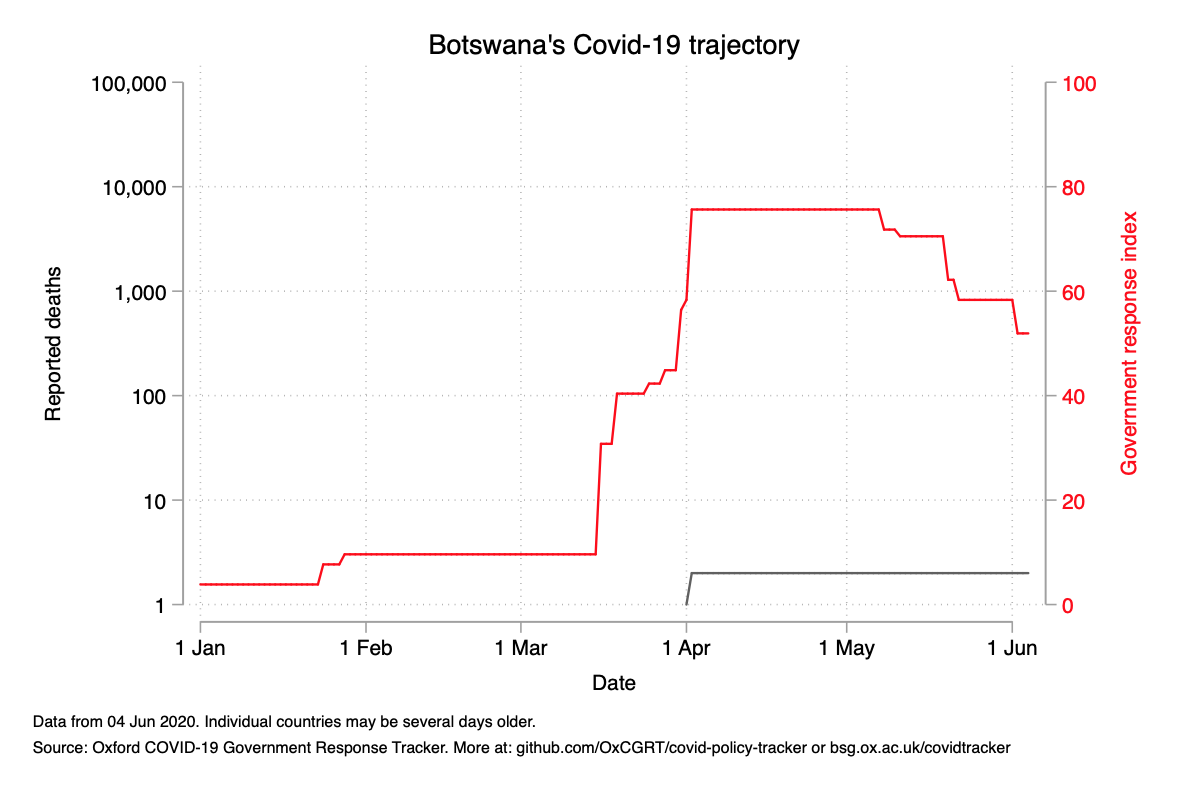 Botswana's Covid-19 trajectory
100,000
10,000
1,000
100
10
1
Reported deaths
100
80
60
40
20
0
Government response index
1 Jan
1 Feb
1 Mar
1 Apr
1 May
1 Jun
Date
Data from 04 Jun 2020. Individual countries may be several days older.
Source: Oxford COVID-19 Government Response Tracker. More at: github.com/OxCGRT/covid-policy-tracker or bsg.ox.ac.uk/covidtracker